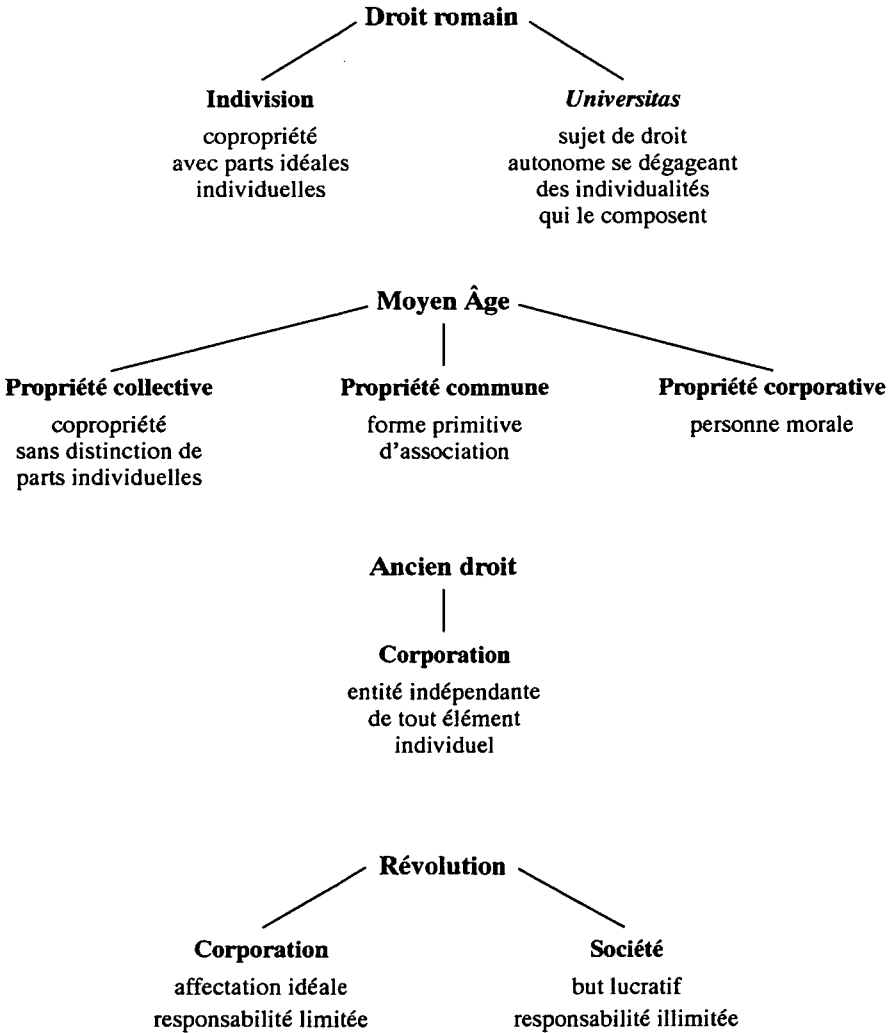 Droit romain
Indivision
copropriété
avec parts idéales
individuelles
Universitas
sujet de droit
autonome se dégageant
des individualités
qui le composent
Moyen Âge
Propriété collective
copropriété
sans distinction de
parts individuelles
Propriété commune
forme primitive
d'association
Propriété corporative
personne morale
Ancien droit
Corporation
entité indépendante
de tout élément
individuel
Révolution
Corporation
affectation idéale
responsabilité limitée
Société
but lucratif
responsabilité illimitée